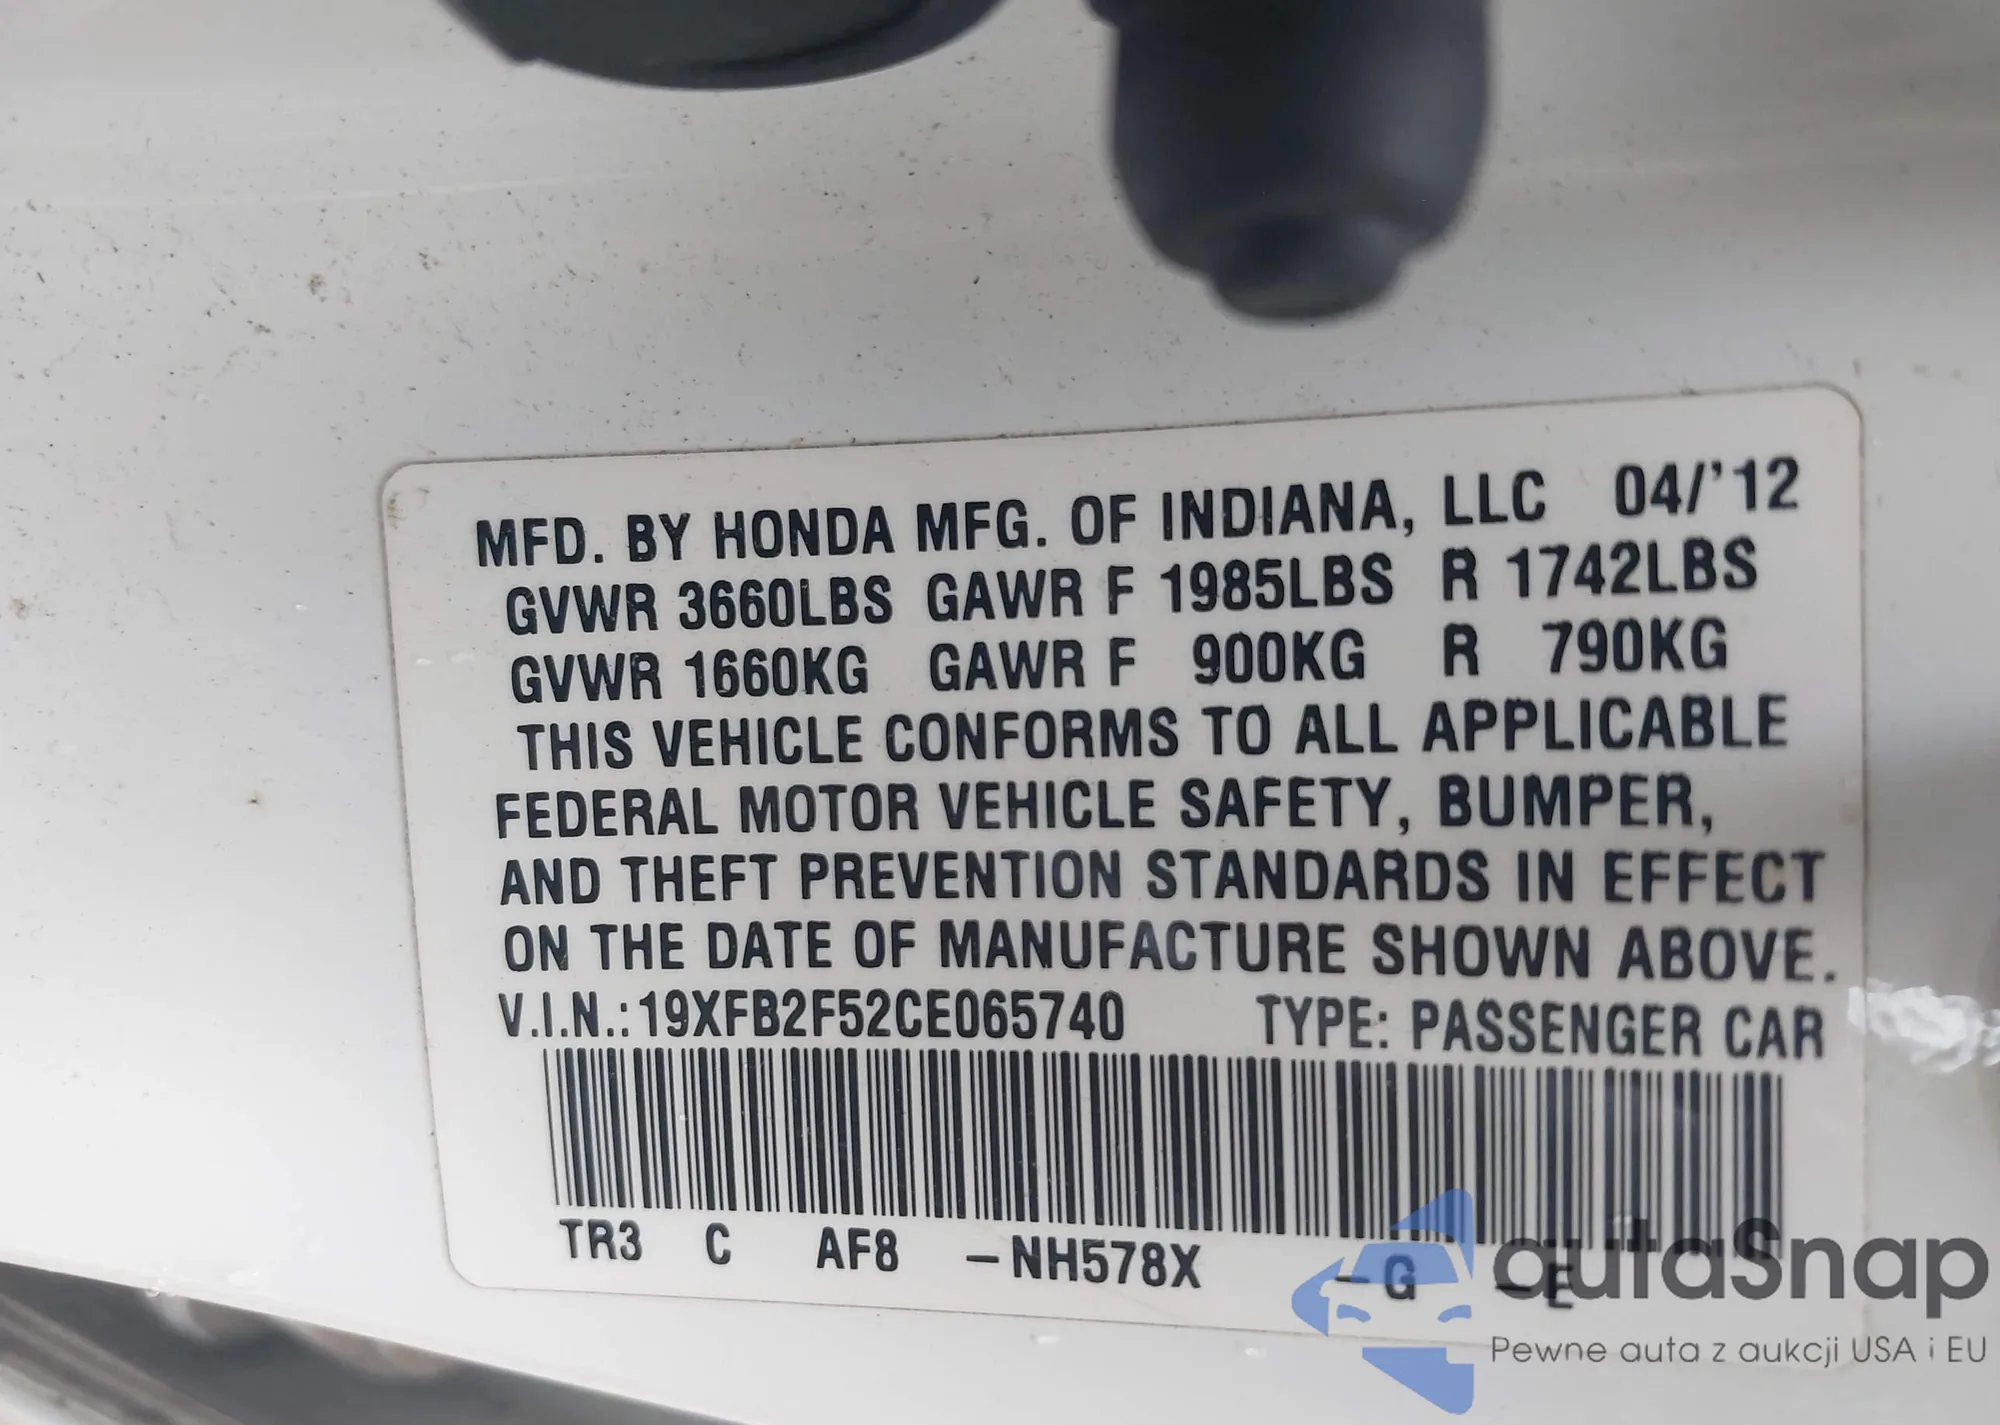 MFD. BY HONDA MFG. OF INDIANA, LLC 04/'12
GVWR 3660LBS GAWR F 1985LBS R 1742LBS
GVWR 1660KG GAWR F 900KG R 790KG
THIS VEHICLE CONFORMS TO ALL APPLICABLE
FEDERAL MOTOR VEHICLE SAFETY, BUMPER,
AND THEFT PREVENTION STANDARDS IN EFFECT
ON THE DATE OF MANUFACTURE SHOWN ABOVE.
V.I.N.: 19XFB2F52CE065740 TYPE: PASSENGER CAR
TR3 C AF8 -NH578X -G -E
autaSnap
Pewne auta z aukcji USA i EU